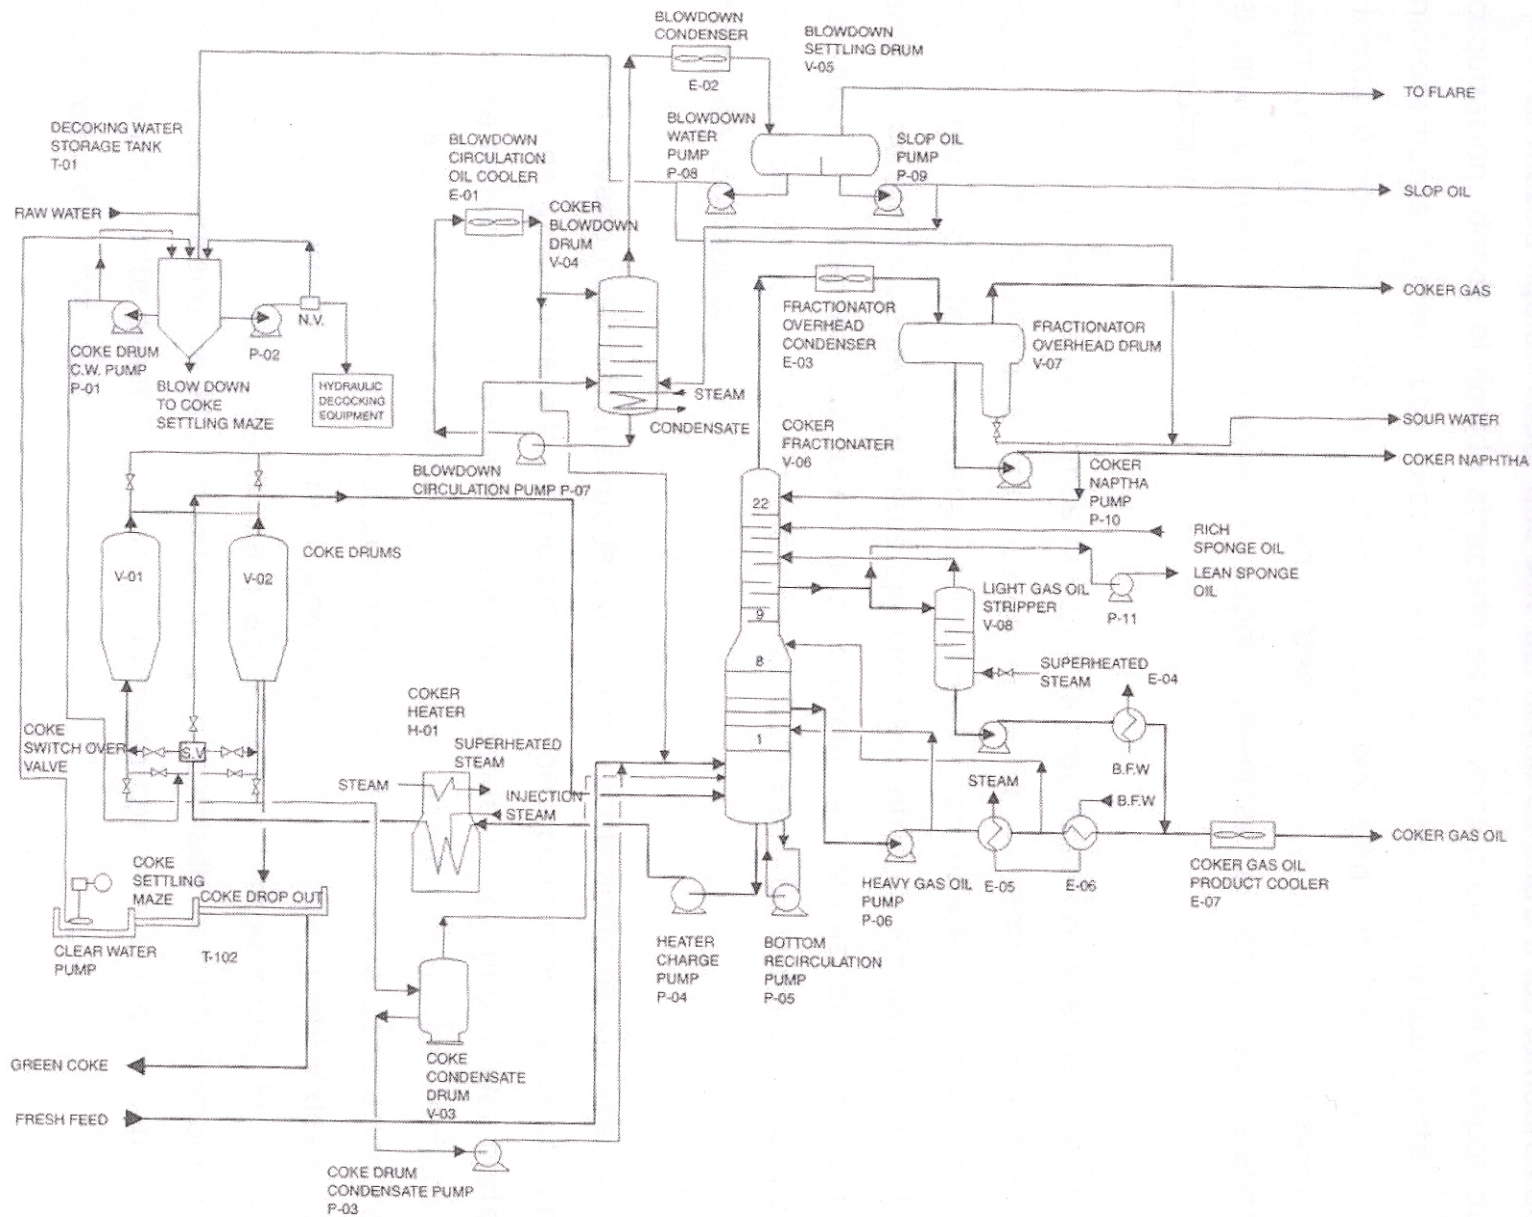 BLOWDOWN
CONDENSER
E-02
BLOWDOWN
SETTLING DRUM
V-05
TO FLARE
DECOKING WATER
STORAGE TANK
T-01
BLOWDOWN
CIRCULATION
OIL COOLER
E-01
BLOWDOWN
WATER
PUMP
P-08
SLOP OIL
PUMP
P-09
SLOP OIL
RAW WATER
COKER
BLOWDOWN
DRUM
V-04
COKER GAS
N.V.
P-02
COKE DRUM
C.W. PUMP
P-01
BLOW DOWN
TO COKE
SETTLING MAZE
HYDRAULIC
DECOCKING
EQUIPMENT
FRACTIONATOR
OVERHEAD
CONDENSER
E-03
FRACTIONATOR
OVERHEAD DRUM
V-07
STEAM
CONDENSATE
COKER
FRACTIONATER
V-06
SOUR WATER
COKER NAPHTHA
BLOWDOWN
CIRCULATION PUMP P-07
COKER
NAPTHA
PUMP
P-10
22
RICH
SPONGE OIL
LEAN SPONGE
OIL
P-11
COKE DRUMS
V-01
V-02
LIGHT GAS OIL
STRIPPER
V-08
9
8
1
SUPERHEATED
STEAM
E-04
B.F.W
COKER
HEATER
H-01
SUPERHEATED
STEAM
STEAM
INJECTION
STEAM
COKE
SWITCH OVER
VALVE
S.V
STEAM
B.F.W
COKER GAS OIL
HEAVY GAS OIL
PUMP
P-06
E-05
E-06
COKER GAS OIL
PRODUCT COOLER
E-07
COKE
SETTLING
MAZE
COKE DROP OUT
CLEAR WATER
PUMP
T-102
HEATER
CHARGE
PUMP
P-04
BOTTOM
RECIRCULATION
PUMP
P-05
GREEN COKE
COKE
CONDENSATE
DRUM
V-03
FRESH FEED
COKE DRUM
CONDENSATE PUMP
P-03